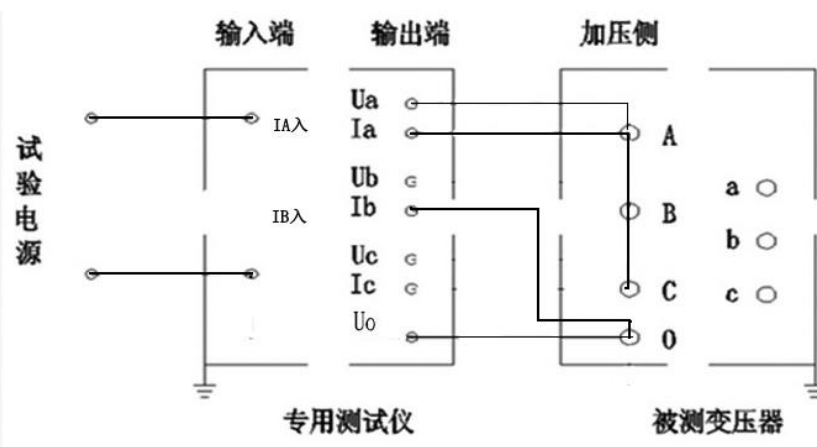 输入端 输出端 加压侧
Ua
IA入 Ia A
试验电源
Ub a
IB入 Ib B
b
Uc
Ic C c
Uo O
专用测试仪 被测变压器